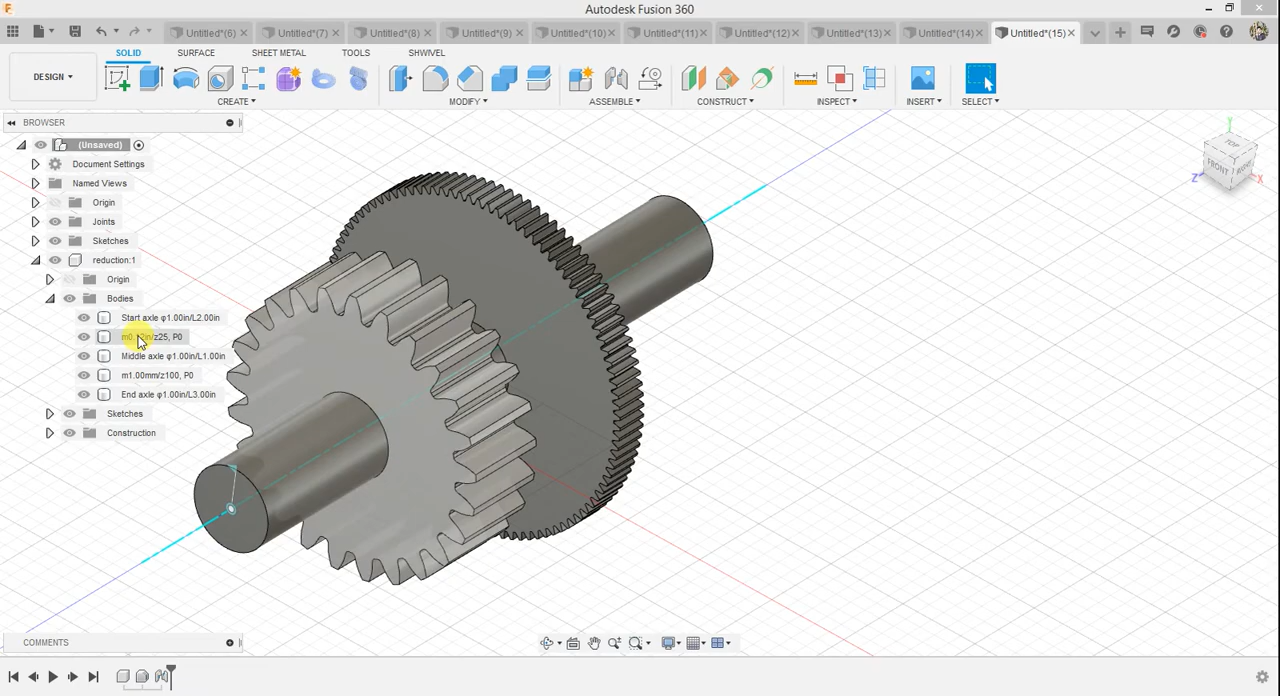 Autodesk Fusion 360
Untitled*(6) Untitled*(7) Untitled*(8) Untitled*(9) Untitled*(10) Untitled*(11) Untitled*(12) Untitled*(13) Untitled*(14) Untitled*(15)
SOLID SURFACE SHEET METAL TOOLS SHWIVEL
DESIGN
CREATE MODIFY ASSEMBLE CONSTRUCT INSPECT INSERT SELECT
BROWSER
(Unsaved)
Document Settings
Named Views
Origin
Joints
Sketches
reduction:1
Origin
Bodies
Start axle φ1.00in/L2.00in
in/z25, P0
Middle axle φ1.00in/L1.00in
m1.00mm/z100, P0
End axle φ1.00in/L3.00in
Sketches
Construction
TOP
FRONT
Y
Z
X
COMMENTS